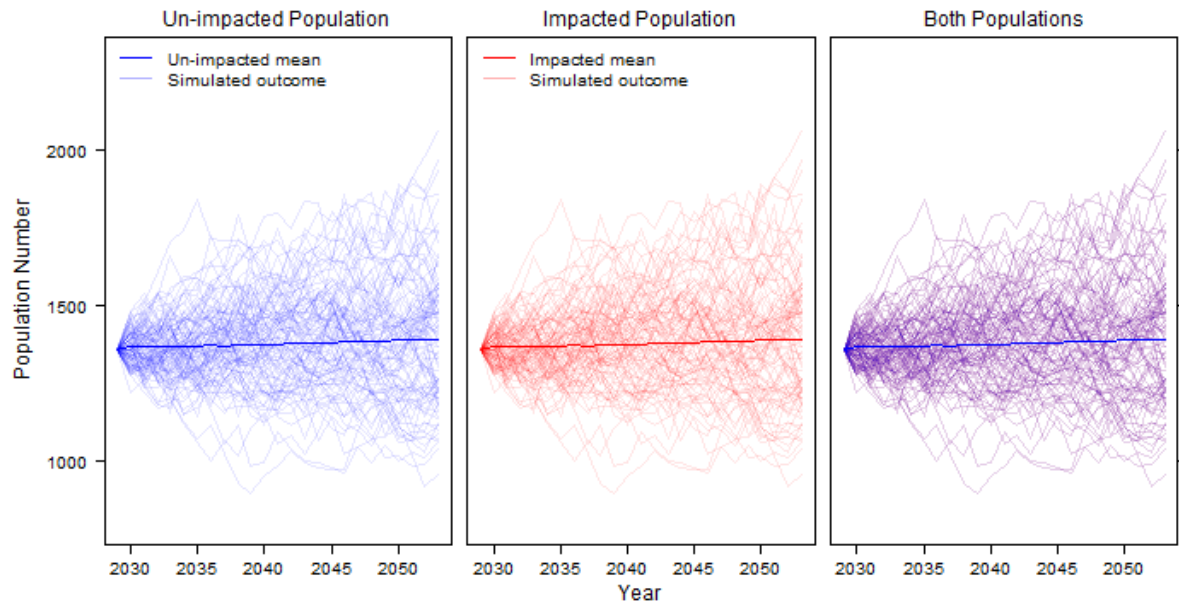 Un-impacted Population
Impacted Population
Both Populations
Un-impacted mean
Simulated outcome
Impacted mean
Simulated outcome
Population Number
2000
1500
1000
2030 2035 2040 2045 2050
2030 2035 2040 2045 2050
2030 2035 2040 2045 2050
Year